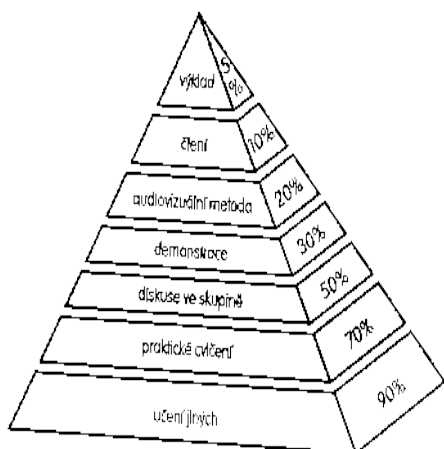 výklad 5 %
čtení 10%
audiovizuální metoda 20%
demonstrace 30%
diskuse ve skupině 50%
praktické cvičení 70%
učení jiných 90%